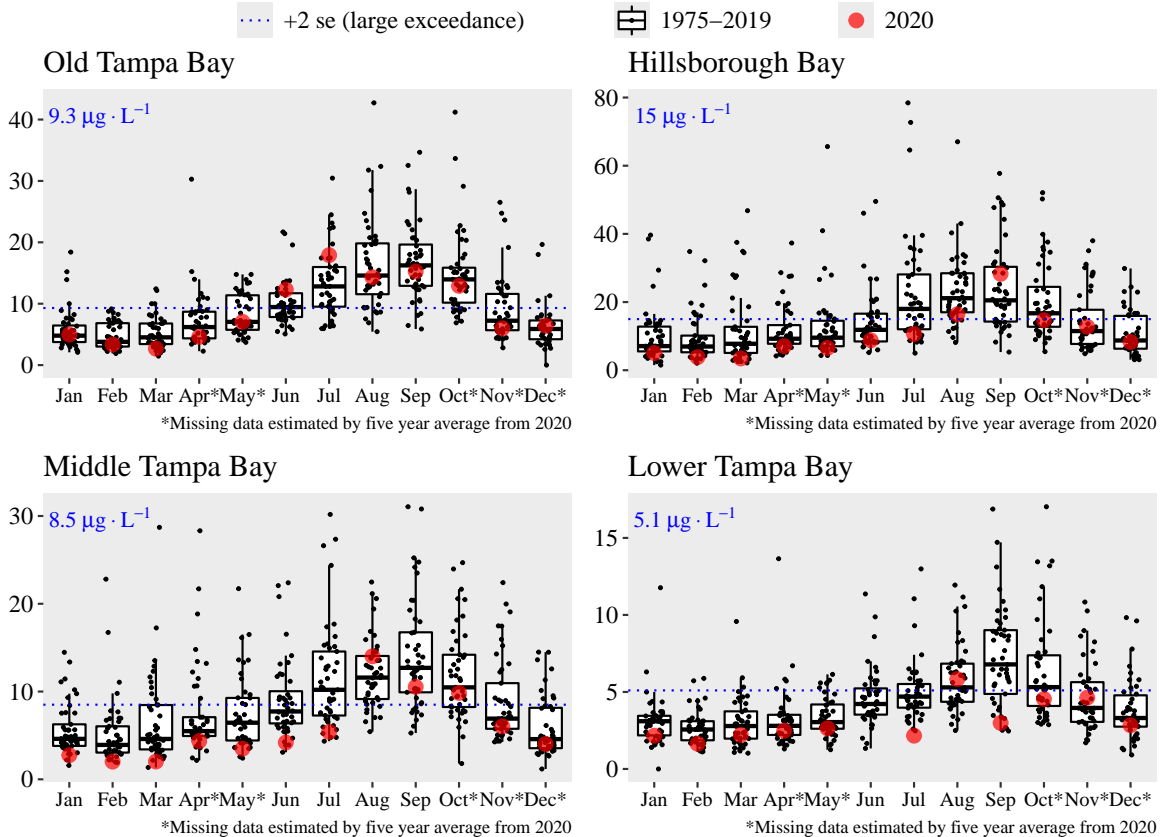 +2 se (large exceedance) 1975−2019 2020
Old Tampa Bay
9.3 μg · L⁻¹
40
30
20
10
0
Jan Feb Mar Apr* May* Jun Jul Aug Sep Oct* Nov* Dec*
*Missing data estimated by five year average from 2020
Hillsborough Bay
15 μg · L⁻¹
80
60
40
20
0
Jan Feb Mar Apr* May* Jun Jul Aug Sep Oct* Nov* Dec*
*Missing data estimated by five year average from 2020
Middle Tampa Bay
8.5 μg · L⁻¹
30
20
10
0
Jan Feb Mar Apr* May* Jun Jul Aug Sep Oct* Nov* Dec*
*Missing data estimated by five year average from 2020
Lower Tampa Bay
5.1 μg · L⁻¹
15
10
5
0
Jan Feb Mar Apr* May* Jun Jul Aug Sep Oct* Nov* Dec*
*Missing data estimated by five year average from 2020